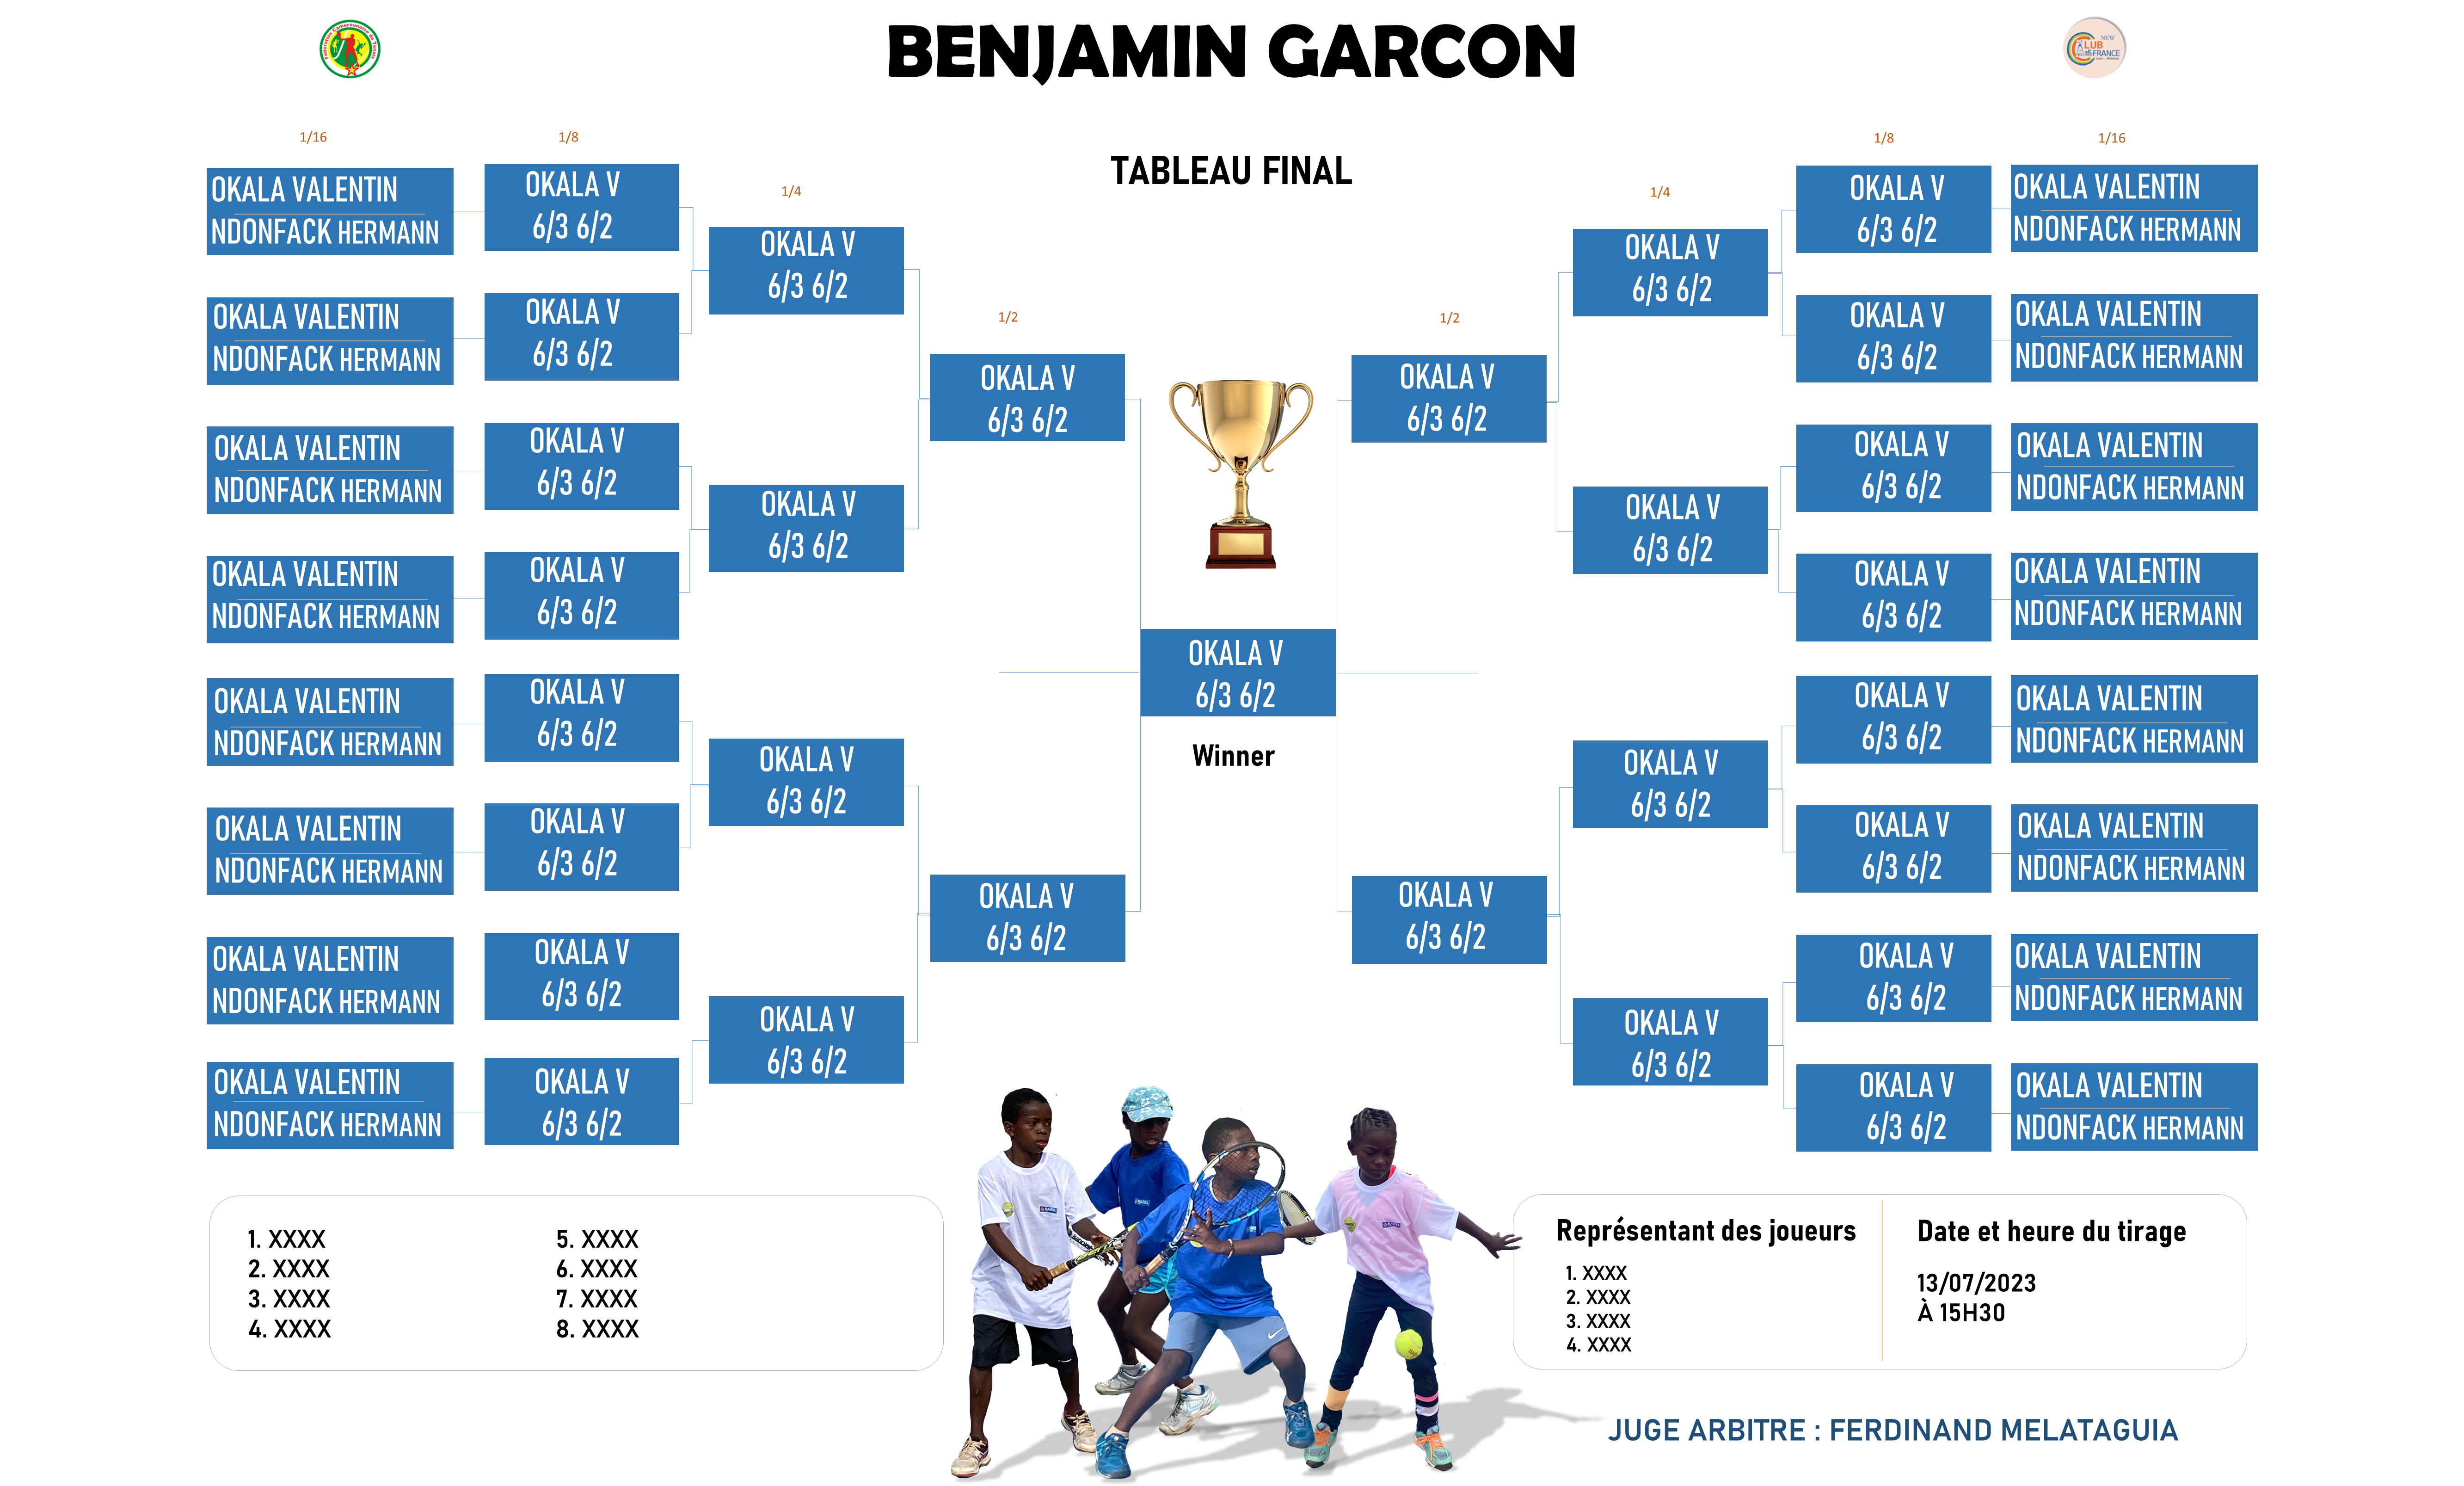 BENJAMIN GARCON
NEW
CLUB
FRANCE
TABLEAU FINAL
1/16
1/8
1/4
1/2
1/2
1/4
1/8
1/16
OKALA VALENTIN
NDONFACK HERMANN
OKALA VALENTIN
NDONFACK HERMANN
OKALA VALENTIN
NDONFACK HERMANN
OKALA VALENTIN
NDONFACK HERMANN
OKALA VALENTIN
NDONFACK HERMANN
OKALA VALENTIN
NDONFACK HERMANN
OKALA VALENTIN
NDONFACK HERMANN
OKALA VALENTIN
NDONFACK HERMANN
OKALA V
6/3 6/2
OKALA V
6/3 6/2
OKALA V
6/3 6/2
OKALA V
6/3 6/2
OKALA V
6/3 6/2
OKALA V
6/3 6/2
OKALA V
6/3 6/2
OKALA V
6/3 6/2
OKALA V
6/3 6/2
OKALA V
6/3 6/2
OKALA V
6/3 6/2
OKALA V
6/3 6/2
OKALA V
6/3 6/2
OKALA V
6/3 6/2
OKALA V
6/3 6/2
Winner
OKALA V
6/3 6/2
OKALA V
6/3 6/2
OKALA V
6/3 6/2
OKALA V
6/3 6/2
OKALA V
6/3 6/2
OKALA V
6/3 6/2
OKALA V
6/3 6/2
OKALA V
6/3 6/2
OKALA V
6/3 6/2
OKALA V
6/3 6/2
OKALA V
6/3 6/2
OKALA V
6/3 6/2
OKALA V
6/3 6/2
OKALA V
6/3 6/2
OKALA VALENTIN
NDONFACK HERMANN
OKALA VALENTIN
NDONFACK HERMANN
OKALA VALENTIN
NDONFACK HERMANN
OKALA VALENTIN
NDONFACK HERMANN
OKALA VALENTIN
NDONFACK HERMANN
OKALA VALENTIN
NDONFACK HERMANN
OKALA VALENTIN
NDONFACK HERMANN
OKALA VALENTIN
NDONFACK HERMANN
1. XXXX
2. XXXX
3. XXXX
4. XXXX
5. XXXX
6. XXXX
7. XXXX
8. XXXX
Représentant des joueurs
1. XXXX
2. XXXX
3. XXXX
4. XXXX
Date et heure du tirage
13/07/2023
À 15H30
JUGE ARBITRE : FERDINAND MELATAGUIA